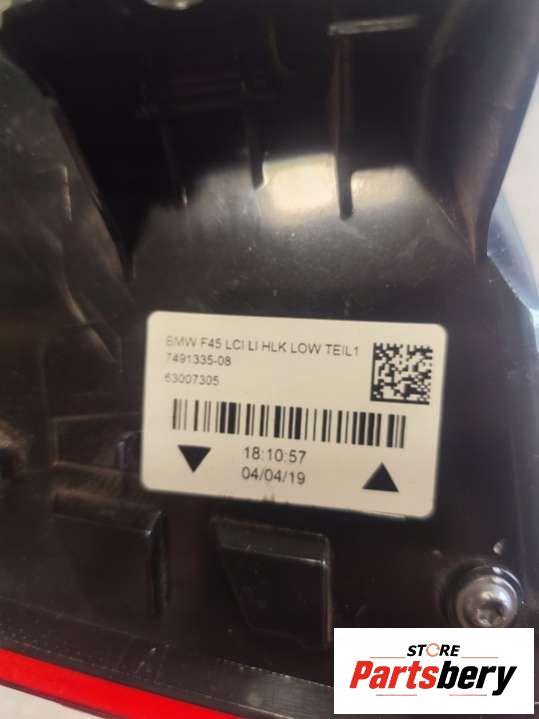 BMW F45 LCI LI HLK LOW TEIL1
7491335-08
63007305
18:10:57
04/04/19
STORE
Partsbery